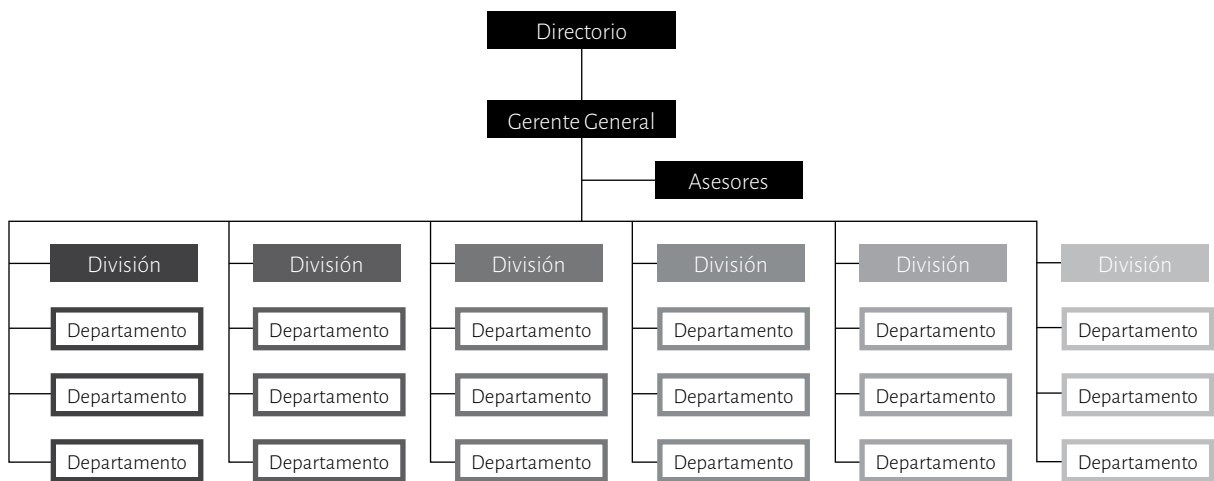 Directorio
Gerente General
Asesores
División División División División División División
Departamento Departamento Departamento Departamento Departamento Departamento
Departamento Departamento Departamento Departamento Departamento Departamento
Departamento Departamento Departamento Departamento Departamento Departamento